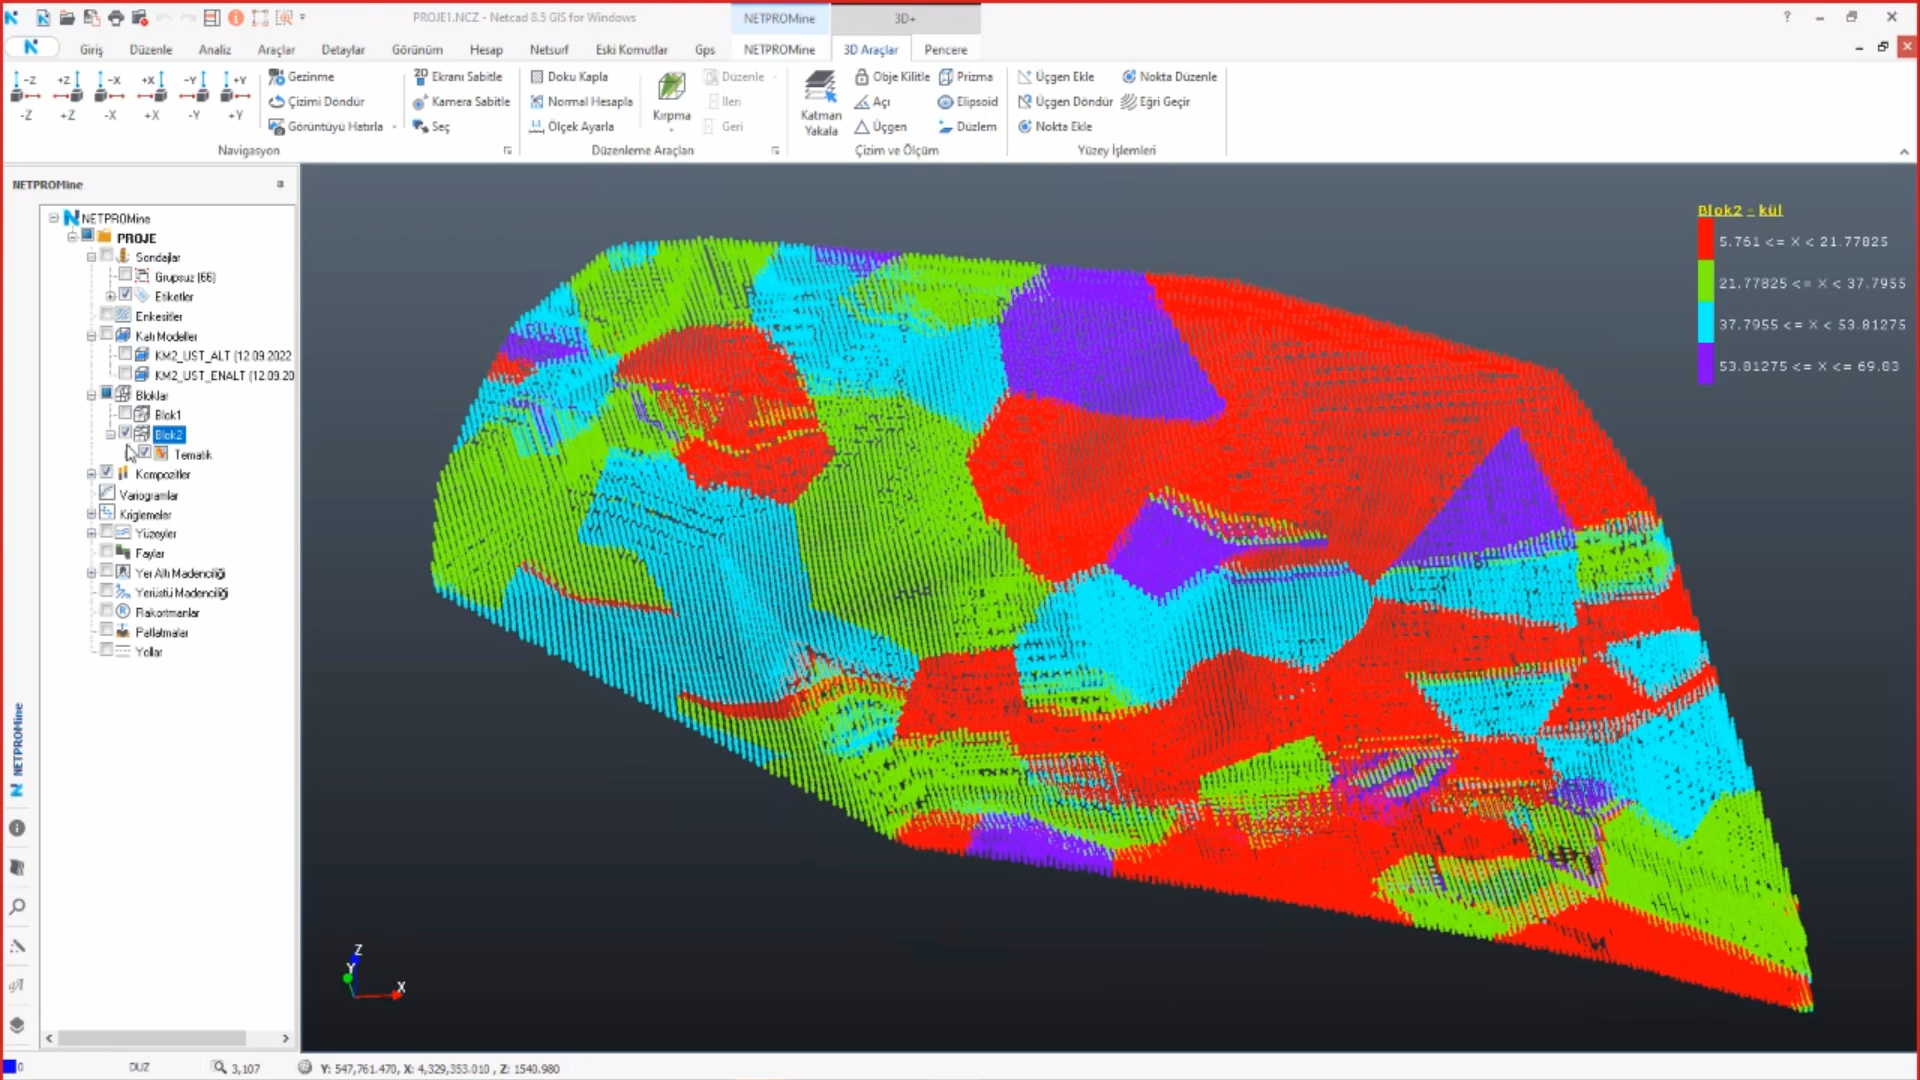 PROJE1.NCZ - Netcad 8.5 GIS for Windows
NETPROMine
3D+
Giriş
Düzenle
Analiz
Araçlar
Detaylar
Görünüm
Hesap
Netsurf
Eski Komutlar
Gps
NETPROMine
3D Araçlar
Pencere
-Z
+Z
-X
+X
-Y
+Y
-Z
+Z
-X
+X
-Y
+Y
Gezinme
Çizimi Döndür
Görüntüyü Hatırla
Navigasyon
2D Ekranı Sabitle
Kamera Sabitle
Seç
Doku Kapla
Normal Hesapla
Ölçek Ayarla
Kırpma
Düzenle
İleri
Geri
Düzenleme Araçları
Katman
Yakala
Obje Kilitle
Açı
Üçgen
Prizma
Elipsoid
Düzlem
Çizim ve Ölçüm
Üçgen Ekle
Üçgen Döndür
Nokta Ekle
Nokta Düzenle
Eğri Geçir
Yüzey İşlemleri
NETPROMine
NETPROMine
PROJE
Sondajlar
Grupsuz (66)
Etiketler
Enkesitler
Katı Modeller
KM2_UST_ALT (12.09.2022
KM2_UST_ENALT (12.09.20
Bloklar
Blok1
Blok2
Tematik
Kompozitler
Variogramlar
Kriglemeler
Yüzeyler
Faylar
Yer Altı Madenciliği
Yerüstü Madenciliği
Rakortmanlar
Patlatmalar
Yollar
NETPROMine
Blok2 - kül
5.761 <= X < 21.77825
21.77825 <= X < 37.7955
37.7955 <= X < 53.81275
53.81275 <= X <= 69.83
Z
Y
X
0
DUZ
3,107
Y: 547,761.470, X: 4,329,353.010 , Z: 1540.980